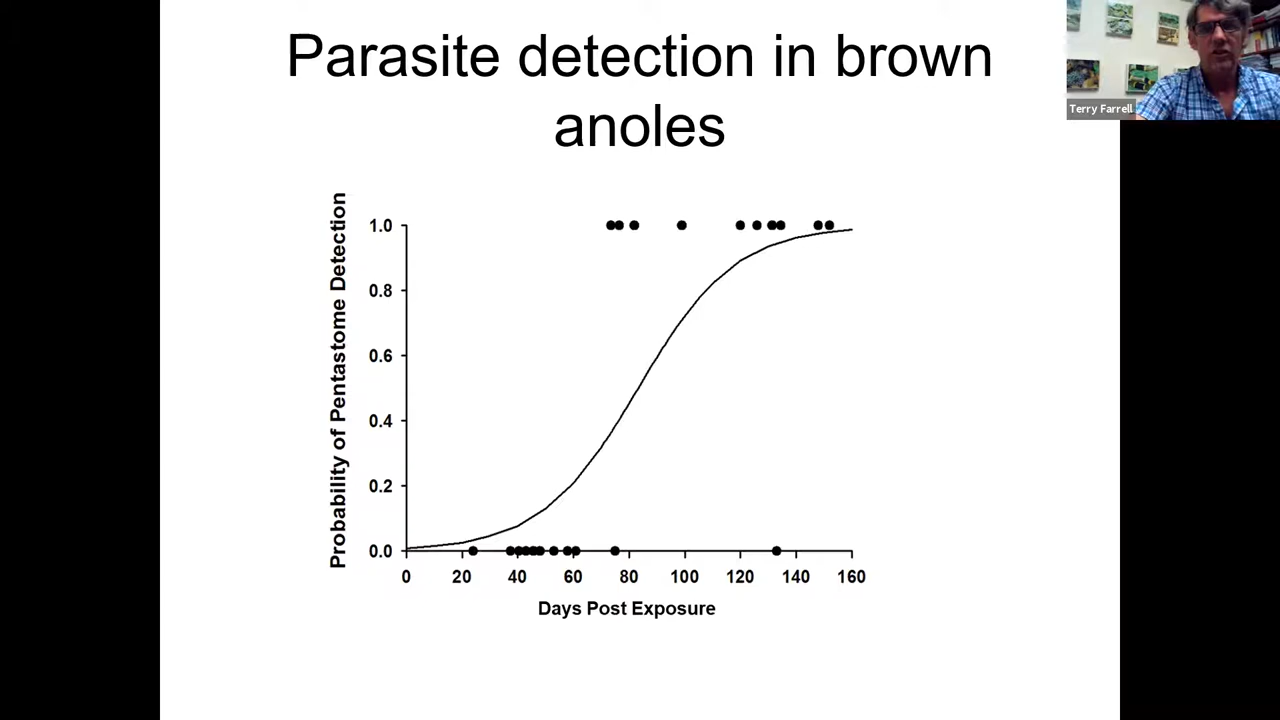 Parasite detection in brown
anoles
Terry Farrell
Probability of Pentastome Detection
1.0
0.8
0.6
0.4
0.2
0.0
0 20 40 60 80 100 120 140 160
Days Post Exposure